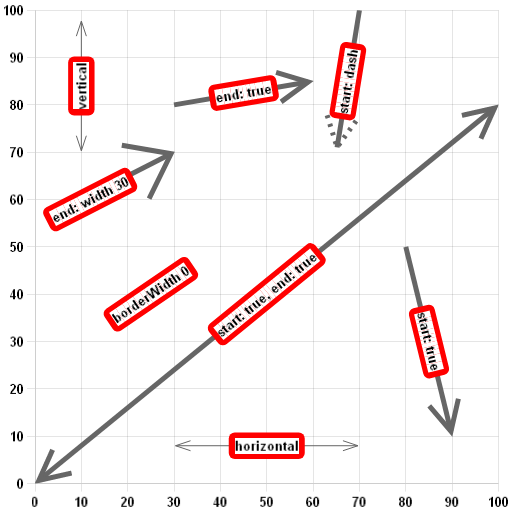 100
90
80
70
60
50
40
30
20
10
0
vertical
end: true
start: dash
end: width 30
borderWidth 0
start: true, end: true
start: true
horizontal
0 10 20 30 40 50 60 70 80 90 100